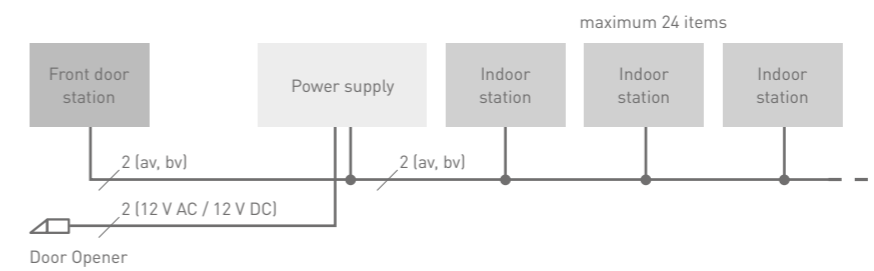 maximum 24 items
Front door
station
Power supply
Indoor
station
Indoor
station
Indoor
station
2 (av, bv)
2 (av, bv)
2 (12 V AC / 12 V DC)
Door Opener